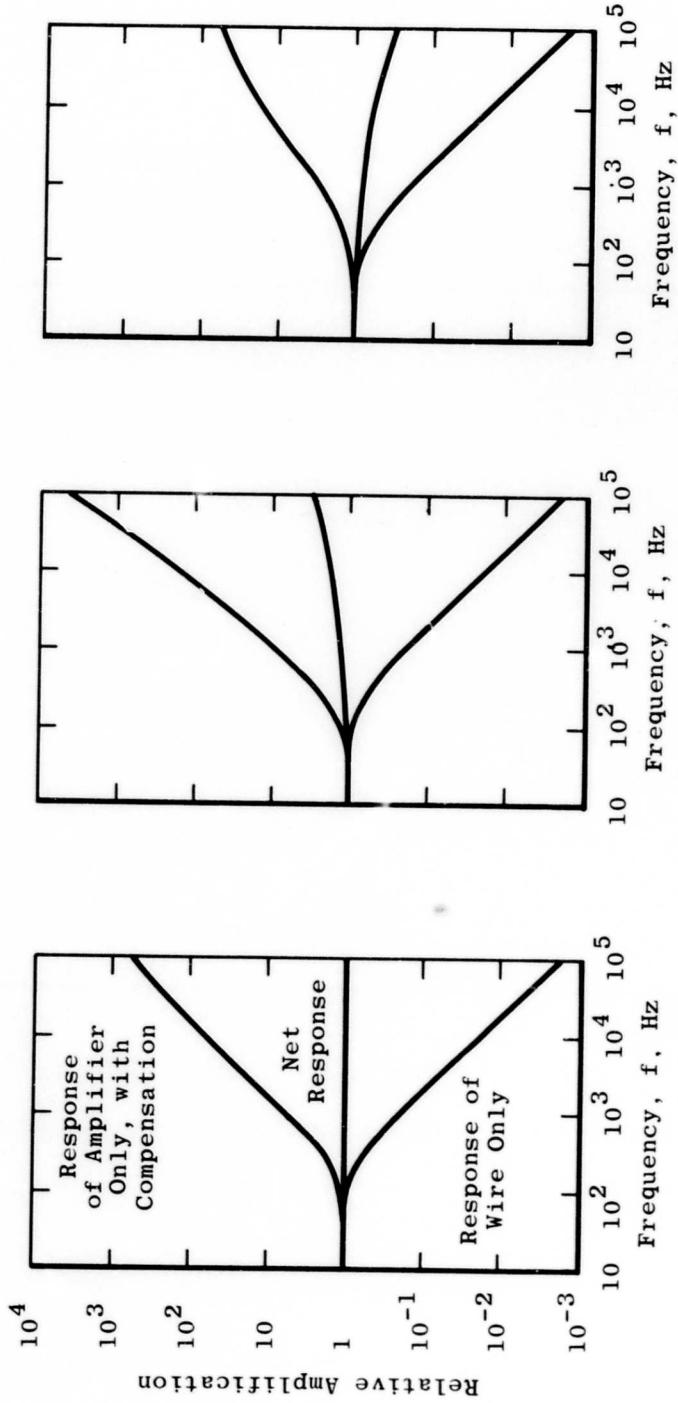 Relative Amplification
10^4
10^3
10^2
10
1
10^-1
10^-2
10^-3
Response
of Amplifier
Only, with
Compensation
Net
Response
Response of
Wire Only
10 10^2 10^3 10^4 10^5
Frequency, f, Hz
10 10^2 10^3 10^4 10^5
Frequency, f, Hz
10 10^2 10^3 10^4 10^5
Frequency, f, Hz